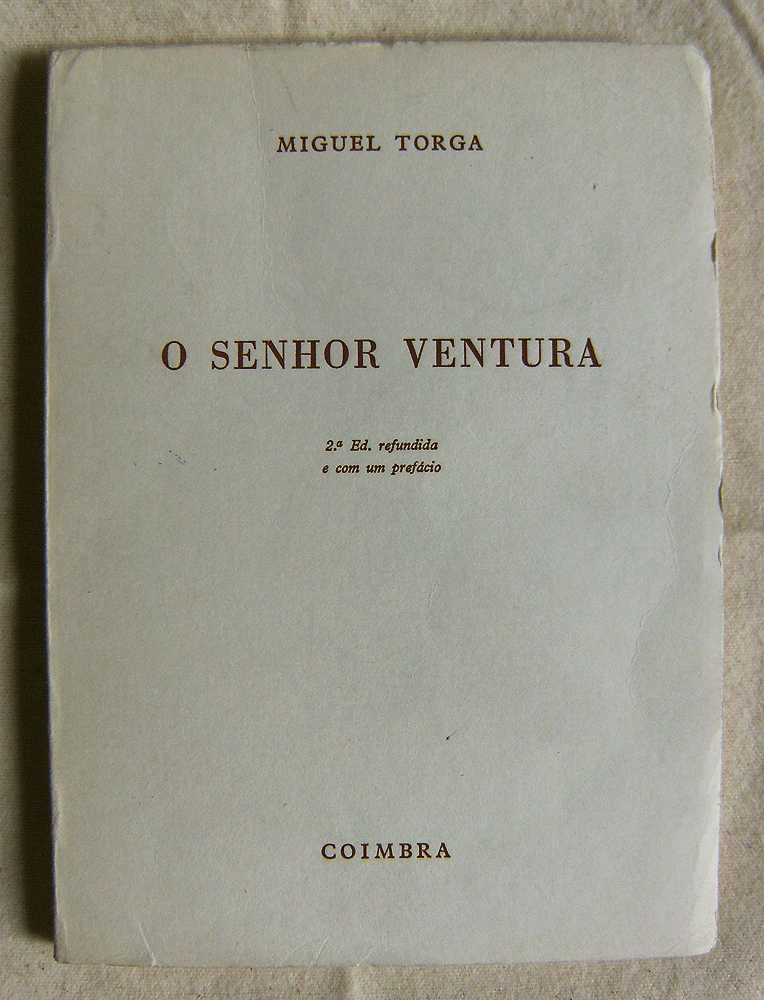 MIGUEL TORGA
O SENHOR VENTURA
2.ª Ed. refundida
e com um prefácio
COIMBRA